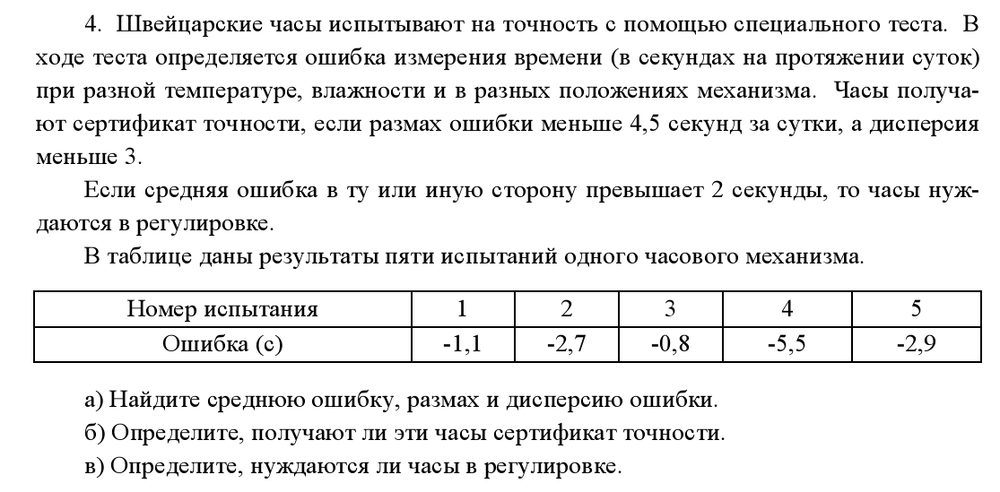 4. Швейцарские часы испытывают на точность с помощью специального теста. В
ходе теста определяется ошибка измерения времени (в секундах на протяжении суток)
при разной температуре, влажности и в разных положениях механизма. Часы получа-
ют сертификат точности, если размах ошибки меньше 4,5 секунд за сутки, а дисперсия
меньше 3.
Если средняя ошибка в ту или иную сторону превышает 2 секунды, то часы нуж-
даются в регулировке.
В таблице даны результаты пяти испытаний одного часового механизма.
Номер испытания 1 2 3 4 5
Ошибка (с) -1,1 -2,7 -0,8 -5,5 -2,9
а) Найдите среднюю ошибку, размах и дисперсию ошибки.
б) Определите, получают ли эти часы сертификат точности.
в) Определите, нуждаются ли часы в регулировке.